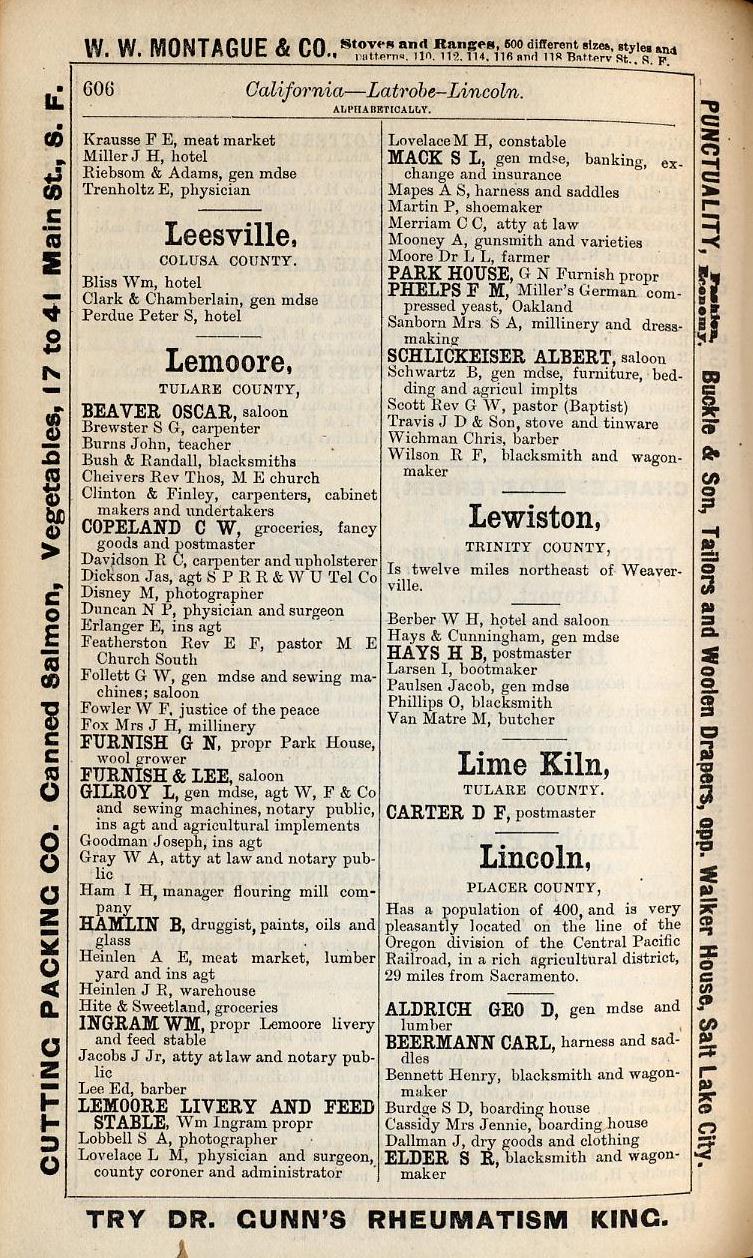 W. W. MONTAGUE & CO., Stoves and Ranges, 500 different sizes, styles and
patterns, 110, 112, 114, 116 and 118 Battery St., S. F.
606
California—Latrobe–Lincoln.
ALPHABETICALLY.
Krausse F E, meat market
Miller J H, hotel
Riebsom & Adams, gen mdse
Trenholtz E, physician
Leesville,
COLUSA COUNTY.
Bliss Wm, hotel
Clark & Chamberlain, gen mdse
Perdue Peter S, hotel
Lemoore,
TULARE COUNTY,
BEAVER OSCAR, saloon
Brewster S G, carpenter
Burns John, teacher
Bush & Randall, blacksmiths
Cheivers Rev Thos, M E church
Clinton & Finley, carpenters, cabinet
makers and undertakers
COPELAND C W, groceries, fancy
goods and postmaster
Davidson R C, carpenter and upholsterer
Dickson Jas, agt S P R R & W U Tel Co
Disney M, photographer
Duncan N P, physician and surgeon
Erlanger E, ins agt
Featherston Rev E F, pastor M E
Church South
Follett G W, gen mdse and sewing ma-
chines; saloon
Fowler W F, justice of the peace
Fox Mrs J H, millinery
FURNISH G N, propr Park House,
wool grower
FURNISH & LEE, saloon
GILROY L, gen mdse, agt W, F & Co
and sewing machines, notary public,
ins agt and agricultural implements
Goodman Joseph, ins agt
Gray W A, atty at law and notary pub-
lic
Ham I H, manager flouring mill com-
pany
HAMLIN B, druggist, paints, oils and
glass
Heinlen A E, meat market, lumber
yard and ins agt
Heinlen J R, warehouse
Hite & Sweetland, groceries
INGRAM WM, propr Lemoore livery
and feed stable
Jacobs J Jr, atty at law and notary pub-
lic
Lee Ed, barber
LEMOORE LIVERY AND FEED
STABLE, Wm Ingram propr
Lobbell S A, photographer
Lovelace L M, physician and surgeon,
county coroner and administrator
Lovelace M H, constable
MACK S L, gen mdse, banking, ex-
change and insurance
Mapes A S, harness and saddles
Martin P, shoemaker
Merriam C C, atty at law
Mooney A, gunsmith and varieties
Moore Dr L L, farmer
PARK HOUSE, G N Furnish propr
PHELPS F M, Miller's German com-
pressed yeast, Oakland
Sanborn Mrs S A, millinery and dress-
making
SCHLICKEISER ALBERT, saloon
Schwartz B, gen mdse, furniture, bed-
ding and agricul implts
Scott Rev G W, pastor (Baptist)
Travis J D & Son, stove and tinware
Wichman Chris, barber
Wilson R F, blacksmith and wagon-
maker
Lewiston,
TRINITY COUNTY,
Is twelve miles northeast of Weaver-
ville.
Berber W H, hotel and saloon
Hays & Cunningham, gen mdse
HAYS H B, postmaster
Larsen I, bootmaker
Paulsen Jacob, gen mdse
Phillips O, blacksmith
Van Matre M, butcher
Lime Kiln,
TULARE COUNTY.
CARTER D F, postmaster
Lincoln,
PLACER COUNTY,
Has a population of 400, and is very
pleasantly located on the line of the
Oregon division of the Central Pacific
Railroad, in a rich agricultural district,
29 miles from Sacramento.
ALDRICH GEO D, gen mdse and
lumber
BEERMANN CARL, harness and sad-
dles
Bennett Henry, blacksmith and wagon-
maker
Burdge S D, boarding house
Cassidy Mrs Jennie, boarding house
Dallman J, dry goods and clothing
ELDER S R, blacksmith and wagon-
maker
CUTTING PACKING CO. Canned Salmon, Vegetables, 17 to 41 Main St., S. F.
PUNCTUALITY, Fashion, Economy, Buckle & Son, Tailors and Woolen Drapers, opp. Walker House, Salt Lake City.
TRY DR. GUNN'S RHEUMATISM KING.